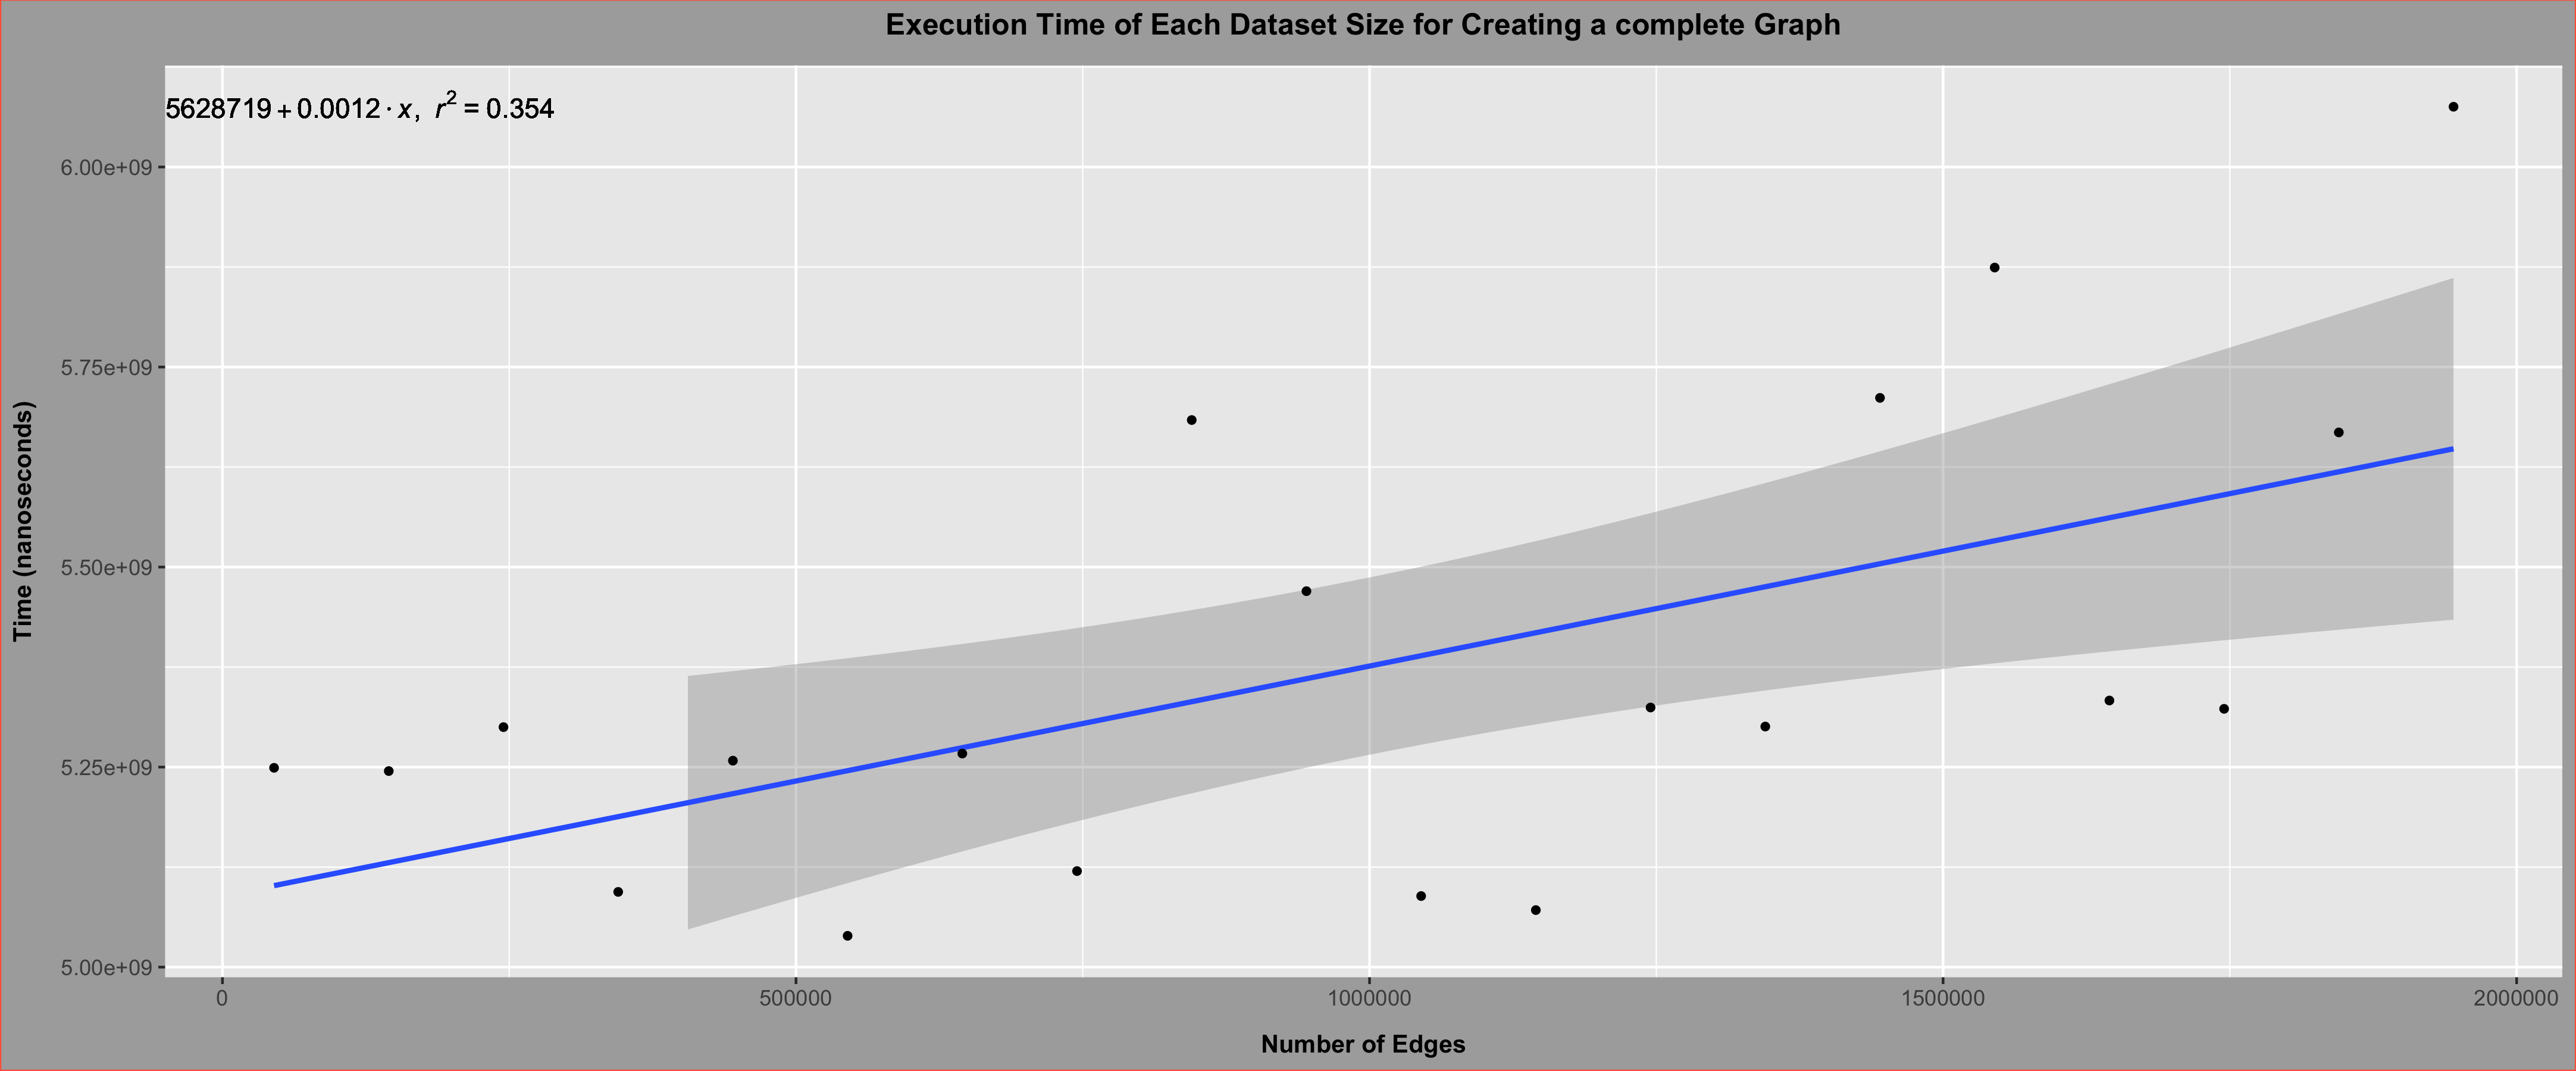 Execution Time of Each Dataset Size for Creating a complete Graph
5628719 + 0.0012 · x, r² = 0.354
6.00e+09
5.75e+09
5.50e+09
5.25e+09
5.00e+09
Time (nanoseconds)
0 500000 1000000 1500000 2000000
Number of Edges